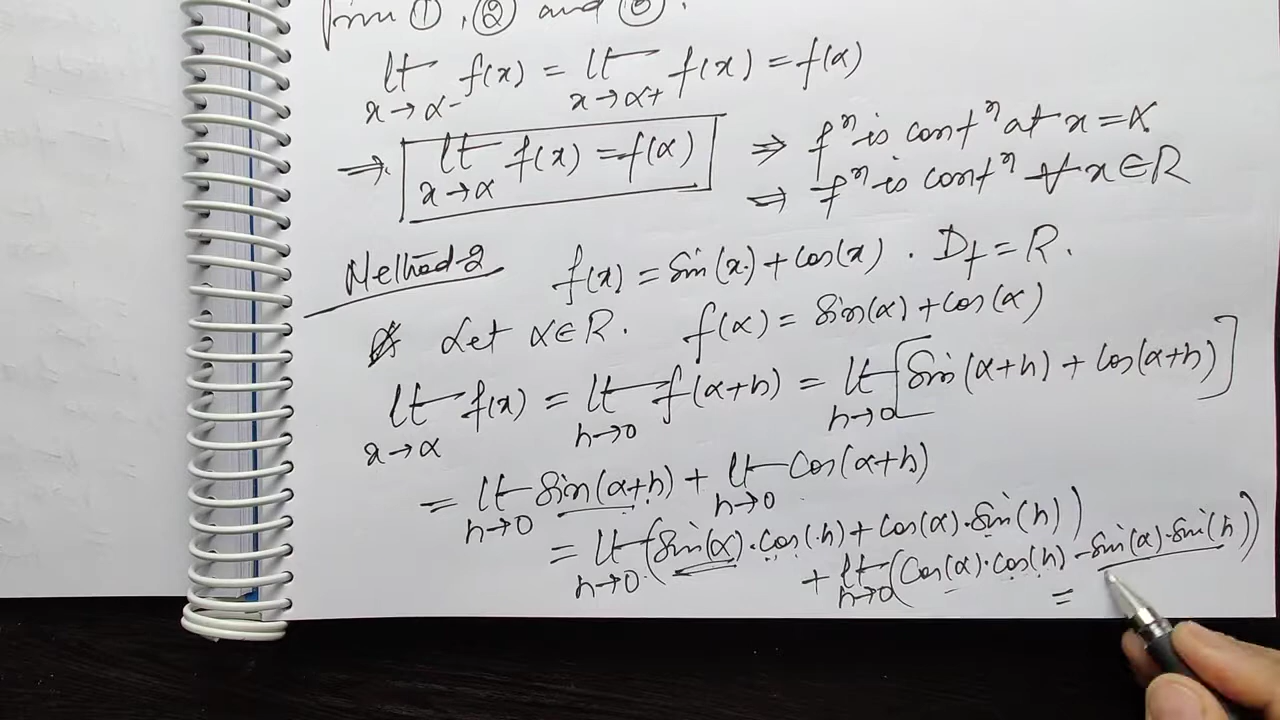 from ①, ② and ③.
lt x→α- f(x) = lt x→α+ f(x) = f(α)
⇒ lt x→α f(x) = f(α) ⇒ fⁿ is contⁿ at x = α
⇒ fⁿ is contⁿ ∀ x ∈ R
Method-2 f(x) = Sin(x) + Cos(x). Df = R.
Let α ∈ R. f(α) = Sin(α) + Cos(α)
lt x→α f(x) = lt h→0 f(α+h) = lt h→0 [Sin(α+h) + Cos(α+h)]
= lt h→0 Sin(α+h) + lt h→0 Cos(α+h)
= lt h→0 (Sin(α)·Cos(h) + Cos(α)·Sin(h))
+ lt h→0 (Cos(α)·Cos(h) - Sin(α)·Sin(h))
=